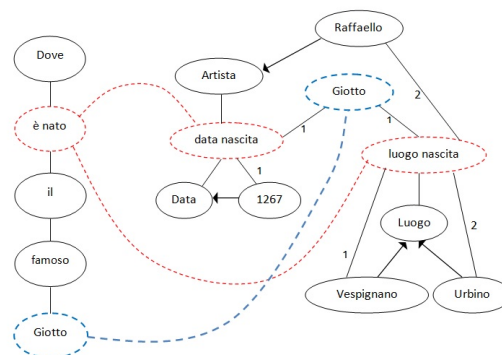 Dove
è nato
il
famoso
Giotto
Raffaello
Artista
Giotto
2
1
1
data nascita
luogo nascita
1
Data
1267
Luogo
1
2
Vespignano
Urbino